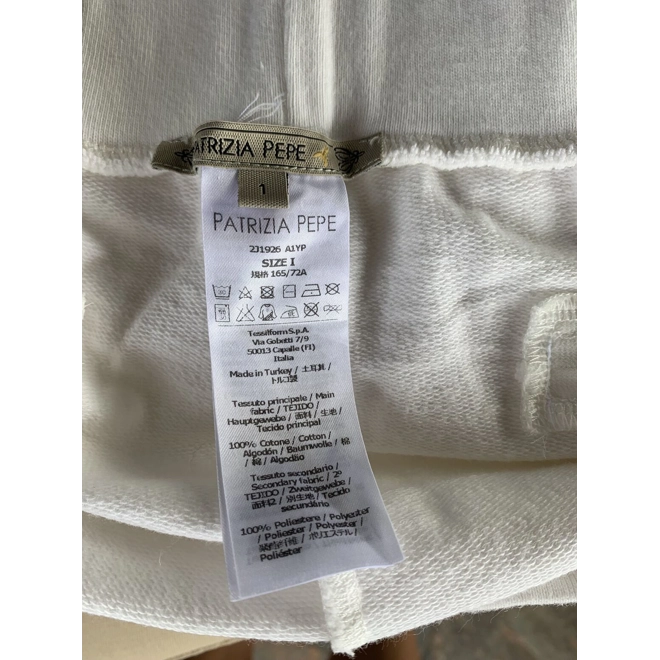 PATRIZIA PEPE
1
PATRIZIA PEPE
2J1926 A1YP
SIZE I
規格 165/72A
Tessilform S.p.A.
Via Gobetti 7/9
50013 Capalle (FI)
Italia
Made in Turkey / 土耳其 /
トルコ製
Tessuto principale / Main
fabric / TEJIDO /
Hauptgewebe / 面料 / 生地 /
Tecido principal
100% Cotone / Cotton /
Algodón / Baumwolle / 棉
/ 綿 / Algodão
Tessuto secondario /
Secondary fabric / 2º
TEJIDO / Zweitgewebe /
面料2 / 別生地 / Tecido
secundário
100% Poliestere / Polyester
/ Poliester / Polyester /
聚酯纤维 / ポリエステル /
Poliéster